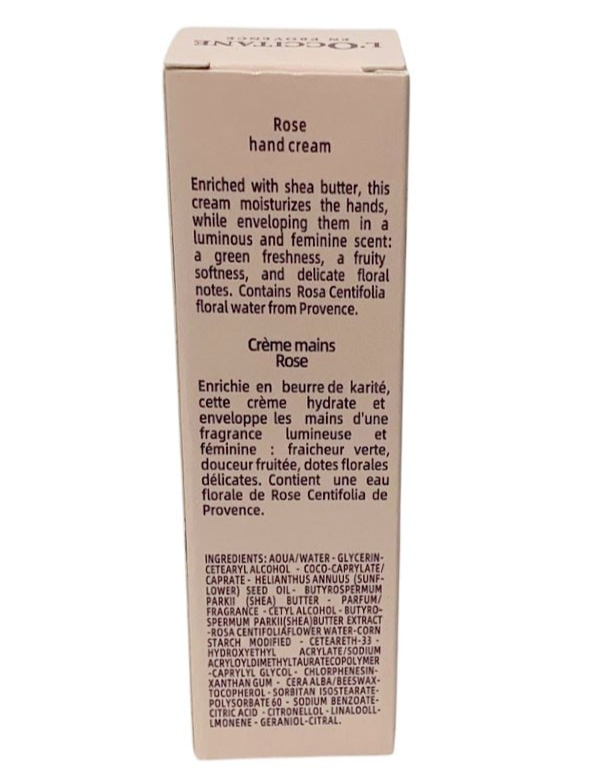 L'OCCITANE
EN PROVENCE
Rose
hand cream
Enriched with shea butter, this
cream moisturizes the hands,
while enveloping them in a
luminous and feminine scent:
a green freshness, a fruity
softness, and delicate floral
notes. Contains Rosa Centifolia
floral water from Provence.
Crème mains
Rose
Enrichie en beurre de karité,
cette crème hydrate et
enveloppe les mains d'une
fragrance lumineuse et
féminine : fraicheur verte,
douceur fruitée, dotes florales
délicates. Contient une eau
florale de Rose Centifolia de
Provence.
INGREDIENTS: AOUA/WATER - GLYCERIN-
CETEARYL ALCOHOL - COCO-CAPRYLATE/
CAPRATE - HELIANTHUS ANNUUS (SUNF-
LOWER) SEED OIL - BUTYROSPERMUM
PARKII (SHEA) BUTTER - PARFUM/
FRAGRANCE - CETYL ALCOHOL - BUTYRO-
SPERMUM PARKII(SHEA)BUTTER EXTRACT
-ROSA CENTIFOLIAFLOWER WATER-CORN
STARCH MODIFIED - CETEARETH-33 -
HYDROXYETHYL ACRYLATE/SODIUM
ACRYLOYLDIMETHYLTAURATECOPOLYMER
-CAPRYLYL GLYCOL - CHLORPHENESIN-
XANTHAN GUM - CERA ALBA/BEESWAX-
TOCOPHEROL - SORBITAN ISOSTEARATE-
POLYSORBATE 60 - SODIUM BENZOATE-
CITRIC ACID - CITRONELLOL - LINALOOLL-
LMONENE - GERANIOL-CITRAL.